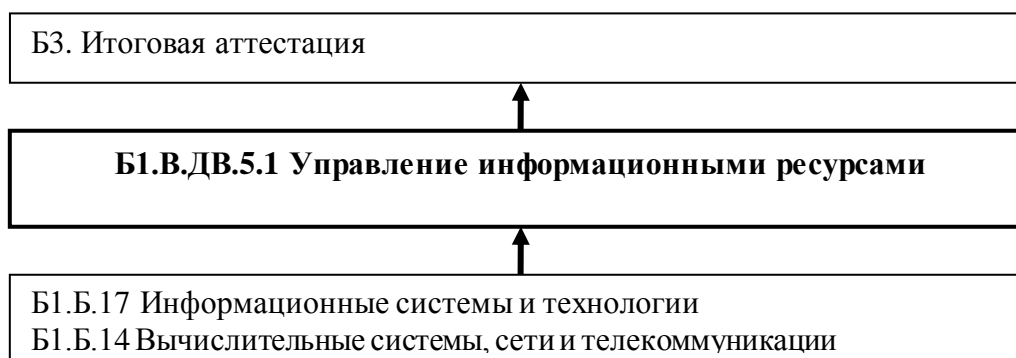 Б3. Итоговая аттестация
Б1.В.ДВ.5.1 Управление информационными ресурсами
Б1.Б.17 Информационные системы и технологии
Б1.Б.14 Вычислительные системы, сети и телекоммуникации